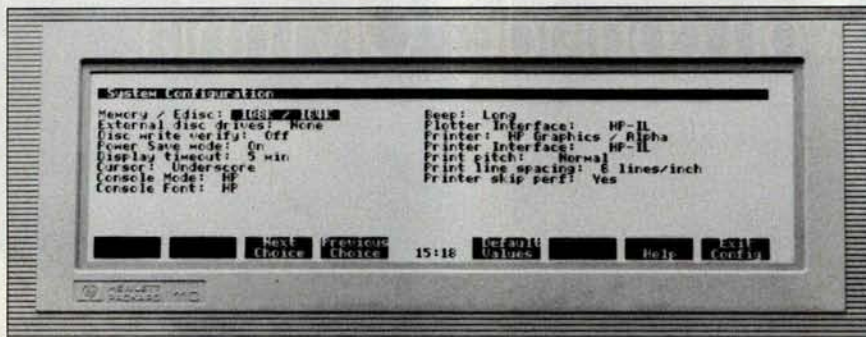 System Configuration
Memory / Edisc: 108K / 164K
External disc drives: None
Disc write verify: Off
Power Save mode: On
Display timeout: 5 min
Cursor: Underscore
Console Mode: HP
Console Font: HP
Beep: Long
Plotter Interface: HP-IL
Printer: HP Graphics / Alpha
Printer Interface: HP-IL
Print pitch: Normal
Print line spacing: 6 lines/inch
Printer skip perf: Yes
Next Choice
Previous Choice
15:18
Default Values
Help
Exit Config
HEWLETT PACKARD